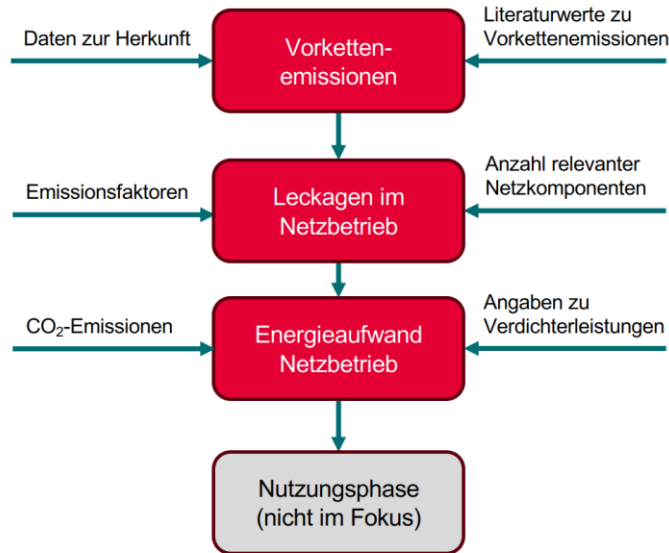 Daten zur Herkunft
Vorketten-
emissionen
Literaturwerte zu
Vorkettenemissionen
Emissionsfaktoren
Leckagen im
Netzbetrieb
Anzahl relevanter
Netzkomponenten
CO₂-Emissionen
Energieaufwand
Netzbetrieb
Angaben zu
Verdichterleistungen
Nutzungsphase
(nicht im Fokus)